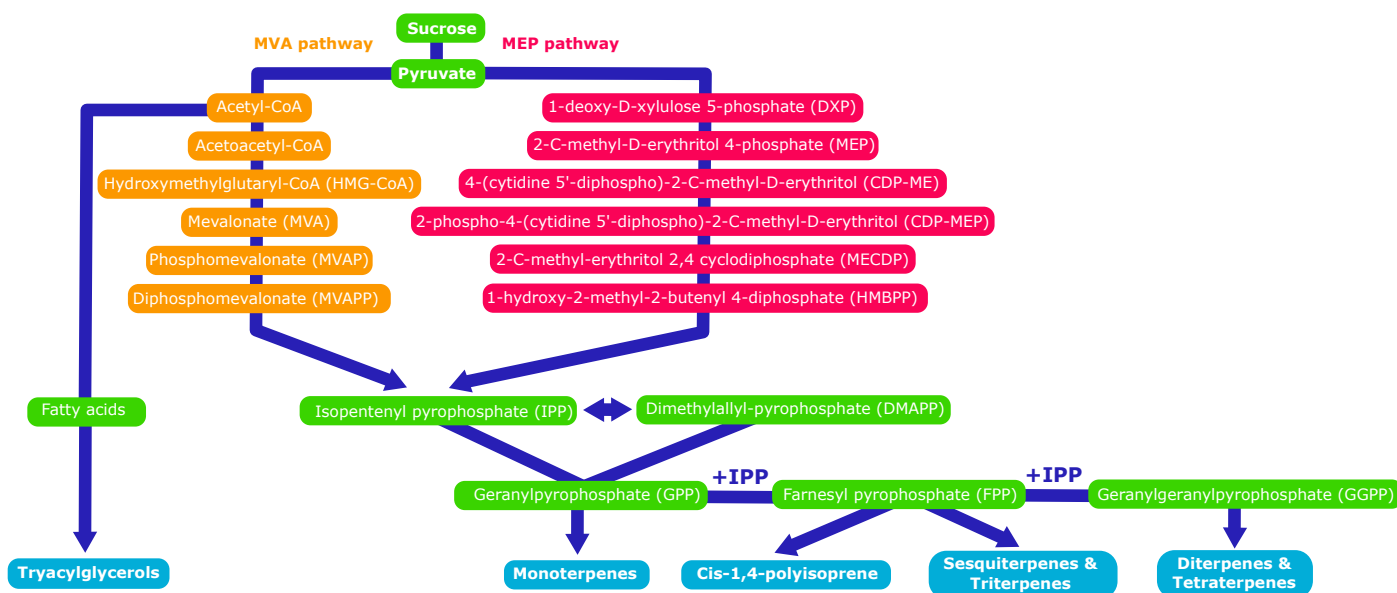 Sucrose
MVA pathway
MEP pathway
Pyruvate
Acetyl-CoA
1-deoxy-D-xylulose 5-phosphate (DXP)
Acetoacetyl-CoA
2-C-methyl-D-erythritol 4-phosphate (MEP)
Hydroxymethylglutaryl-CoA (HMG-CoA)
4-(cytidine 5'-diphospho)-2-C-methyl-D-erythritol (CDP-ME)
Mevalonate (MVA)
2-phospho-4-(cytidine 5'-diphospho)-2-C-methyl-D-erythritol (CDP-MEP)
Phosphomevalonate (MVAP)
2-C-methyl-erythritol 2,4 cyclodiphosphate (MECDP)
Diphosphomevalonate (MVAPP)
1-hydroxy-2-methyl-2-butenyl 4-diphosphate (HMBPP)
Fatty acids
Isopentenyl pyrophosphate (IPP)
Dimethylallyl-pyrophosphate (DMAPP)
+IPP
+IPP
Geranylpyrophosphate (GPP)
Farnesyl pyrophosphate (FPP)
Geranylgeranylpyrophosphate (GGPP)
Tryacylglycerols
Monoterpenes
Cis-1,4-polyisoprene
Sesquiterpenes &
Triterpenes
Diterpenes &
Tetraterpenes